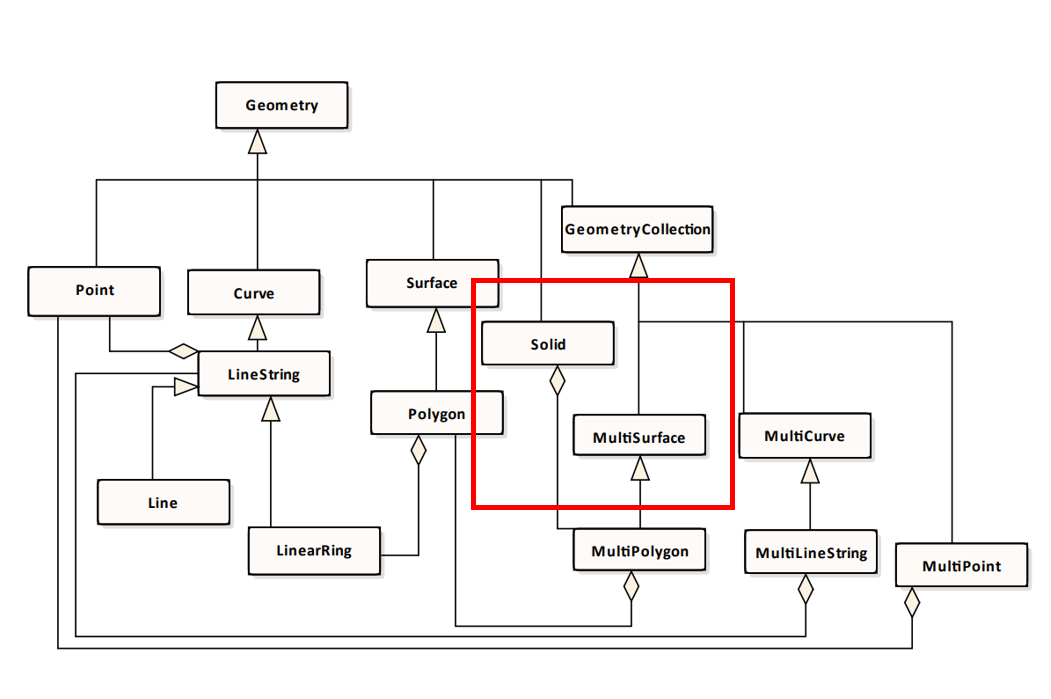 Geometry
GeometryCollection
Point
Curve
Surface
Solid
LineString
Polygon
MultiSurface
MultiCurve
Line
LinearRing
MultiPolygon
MultiLineString
MultiPoint